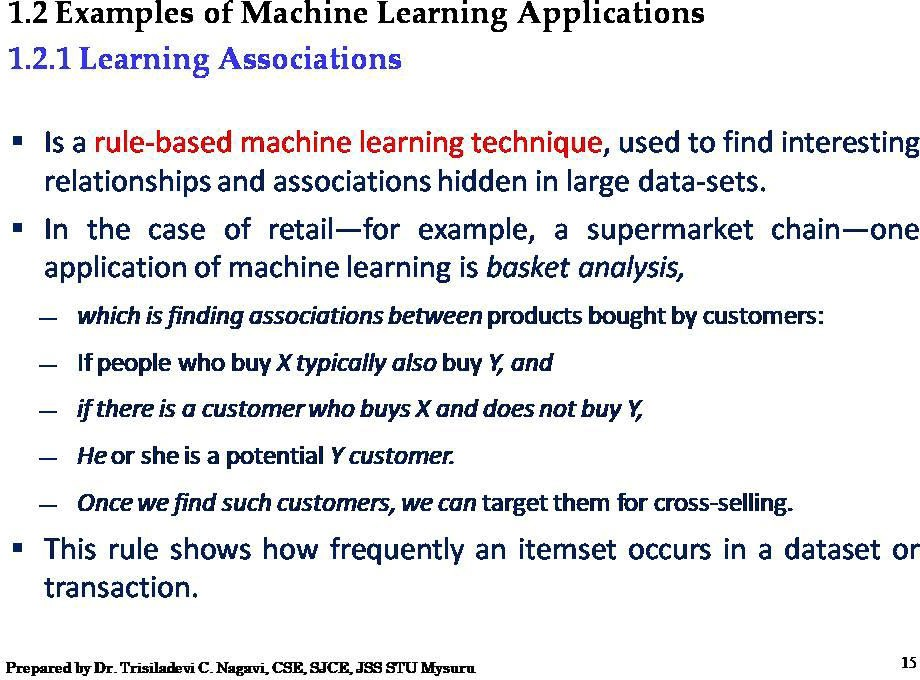 1.2 Examples of Machine Learning Applications
1.2.1 Learning Associations
▪ Is a rule-based machine learning technique, used to find interesting
relationships and associations hidden in large data-sets.
▪ In the case of retail—for example, a supermarket chain—one
application of machine learning is basket analysis,
— which is finding associations between products bought by customers:
— If people who buy X typically also buy Y, and
— if there is a customer who buys X and does not buy Y,
— He or she is a potential Y customer.
— Once we find such customers, we can target them for cross-selling.
▪ This rule shows how frequently an itemset occurs in a dataset or
transaction.
Prepared by Dr. Trisiladevi C. Nagavi, CSE, SJCE, JSS STU Mysuru
15